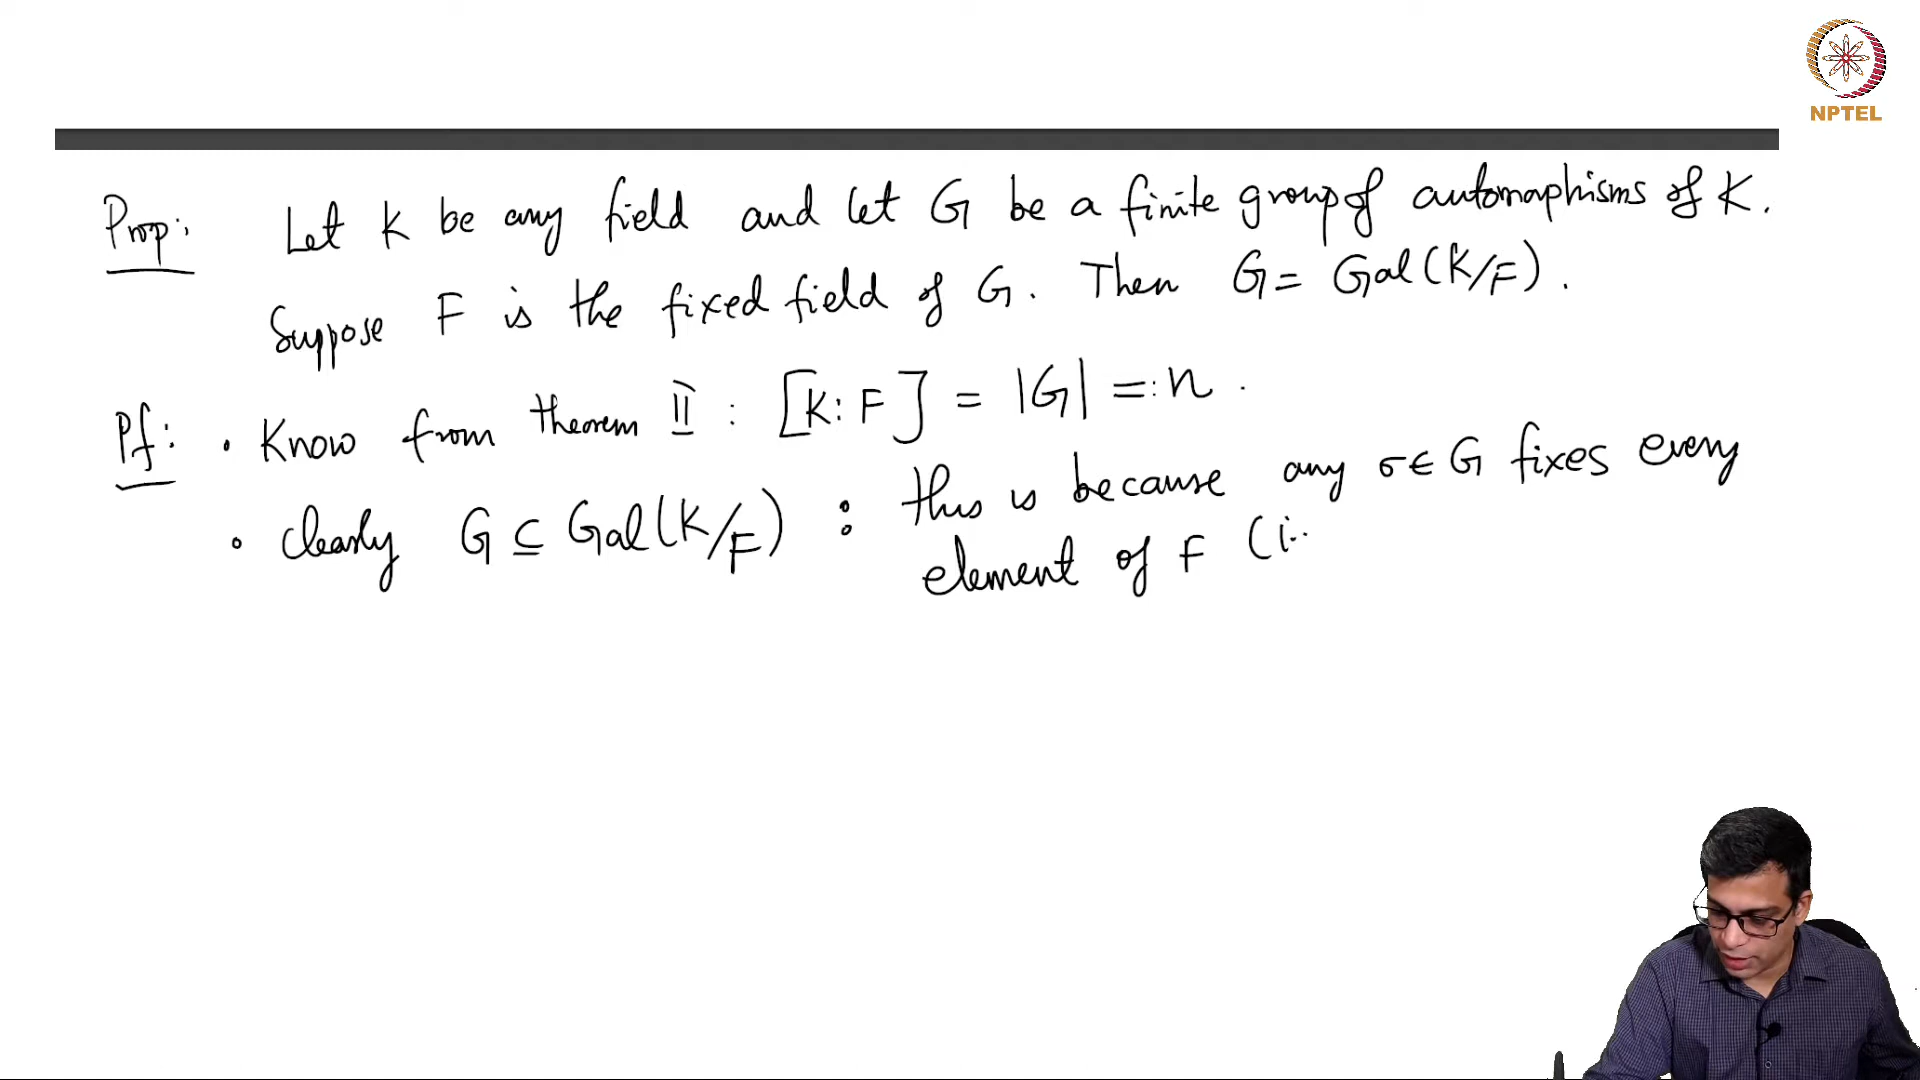 NPTEL
Prop: Let K be any field and let G be a finite group of automorphisms of K.
Suppose F is the fixed field of G. Then G = Gal(K/F).
Pf: • Know from theorem II : [K:F] = |G| =: n.
• clearly G ⊆ Gal(K/F) : this is because any σ ∈ G fixes every
element of F (i..